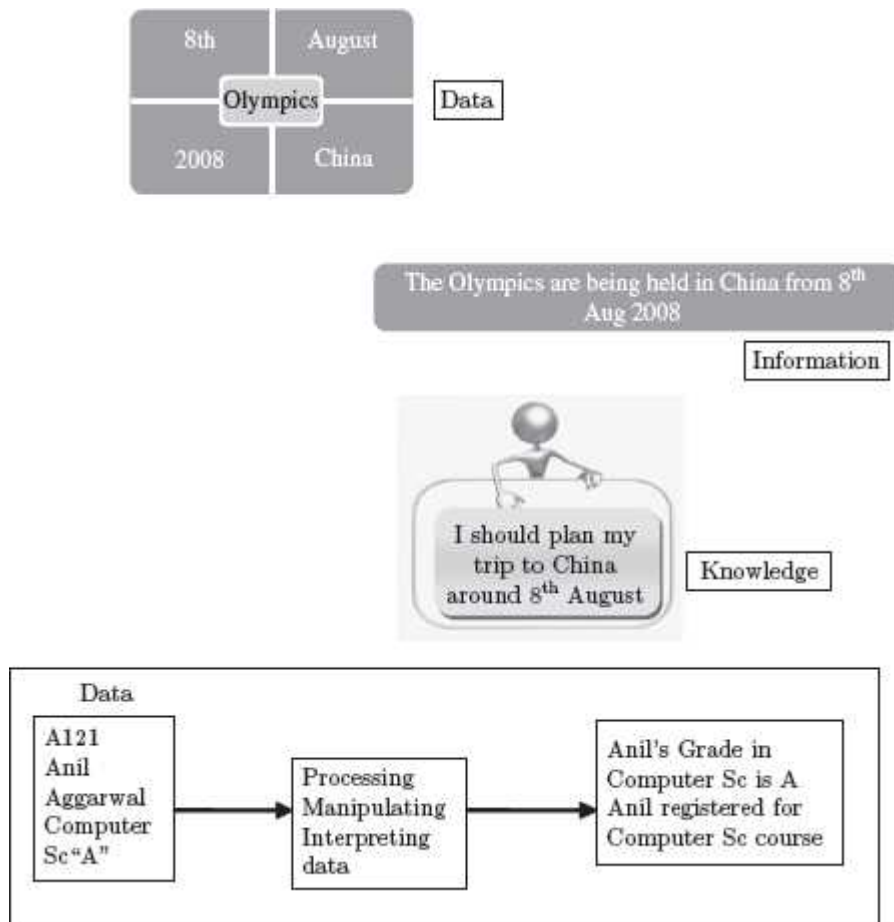 8th
August
Olympics
Data
2008
China
The Olympics are being held in China from 8th
Aug 2008
Information
I should plan my
trip to China
around 8th August
Knowledge
Data
A121
Anil
Aggarwal
Computer
Sc“A”
Processing
Manipulating
Interpreting
data
Anil’s Grade in
Computer Sc is A
Anil registered for
Computer Sc course